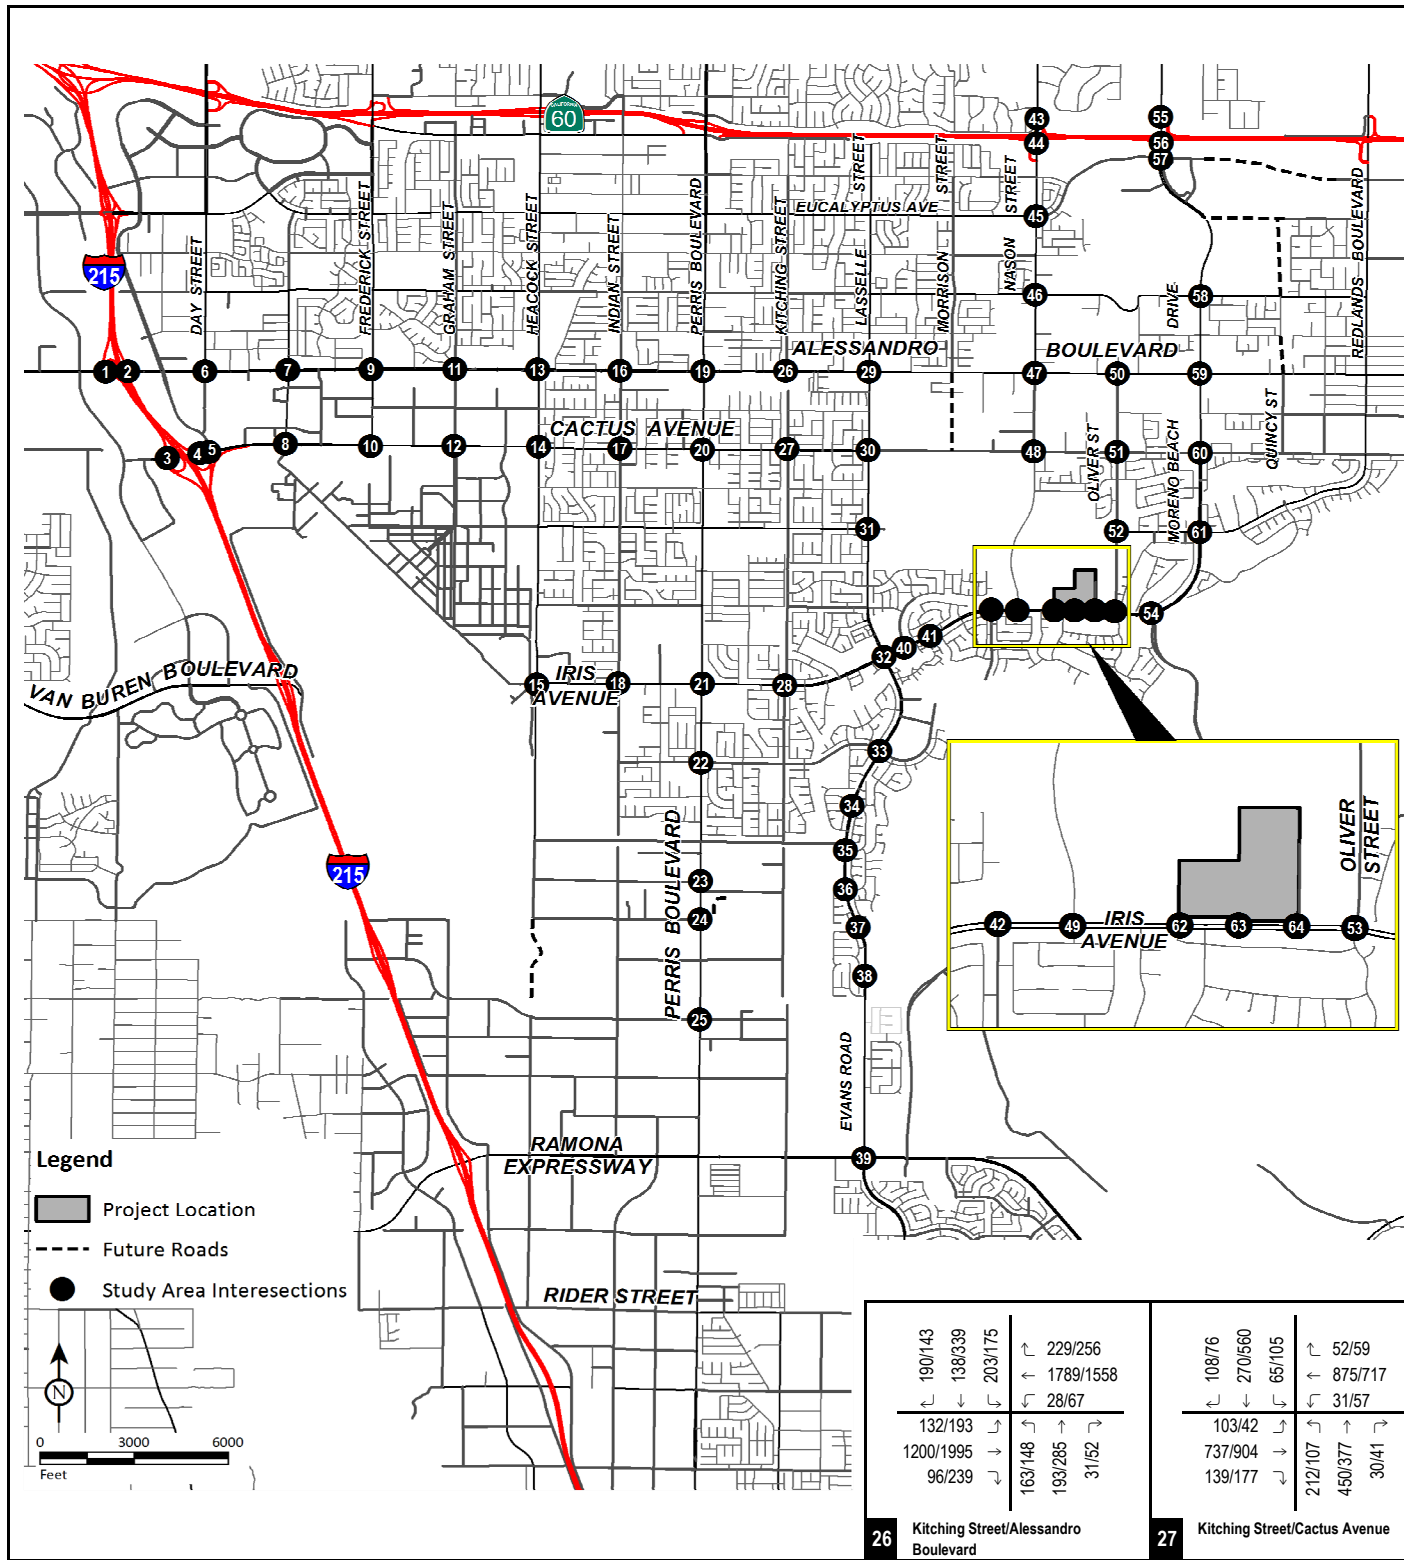 CALIFORNIA
60
43
55
44
56
57
STREET
STREET
STREET
EUCALYPTUS AVE
45
DAY STREET
FREDERICK STREET
GRAHAM STREET
HEACOCK STREET
INDIAN STREET
PERRIS BOULEVARD
KITCHING STREET
LASSELLE
MORRISON
NASON
REDLANDS BOULEVARD
215
46
DRIVE
58
ALESSANDRO
BOULEVARD
1
2
6
7
9
11
13
16
19
26
29
47
50
59
CACTUS AVENUE
QUINCY ST
OLIVER ST
MORENO BEACH
3
4
5
8
10
12
14
17
20
27
30
48
51
60
31
52
61
54
41
40
32
VAN BUREN BOULEVARD
IRIS
AVENUE
15
18
21
28
33
22
34
35
36
37
38
23
24
25
215
PERRIS BOULEVARD
EVANS ROAD
OLIVER
STREET
42
49
IRIS
AVENUE
62
63
64
53
39
RAMONA
EXPRESSWAY
RIDER STREET
Legend
Project Location
Future Roads
Study Area Interesections
N
0
3000
6000
Feet
190/143
138/339
203/175
229/256
1789/1558
28/67
132/193
1200/1995
96/239
163/148
193/285
31/52
26
Kitching Street/Alessandro
Boulevard
108/76
270/560
65/105
52/59
875/717
31/57
103/42
737/904
139/177
212/107
450/377
30/41
27
Kitching Street/Cactus Avenue